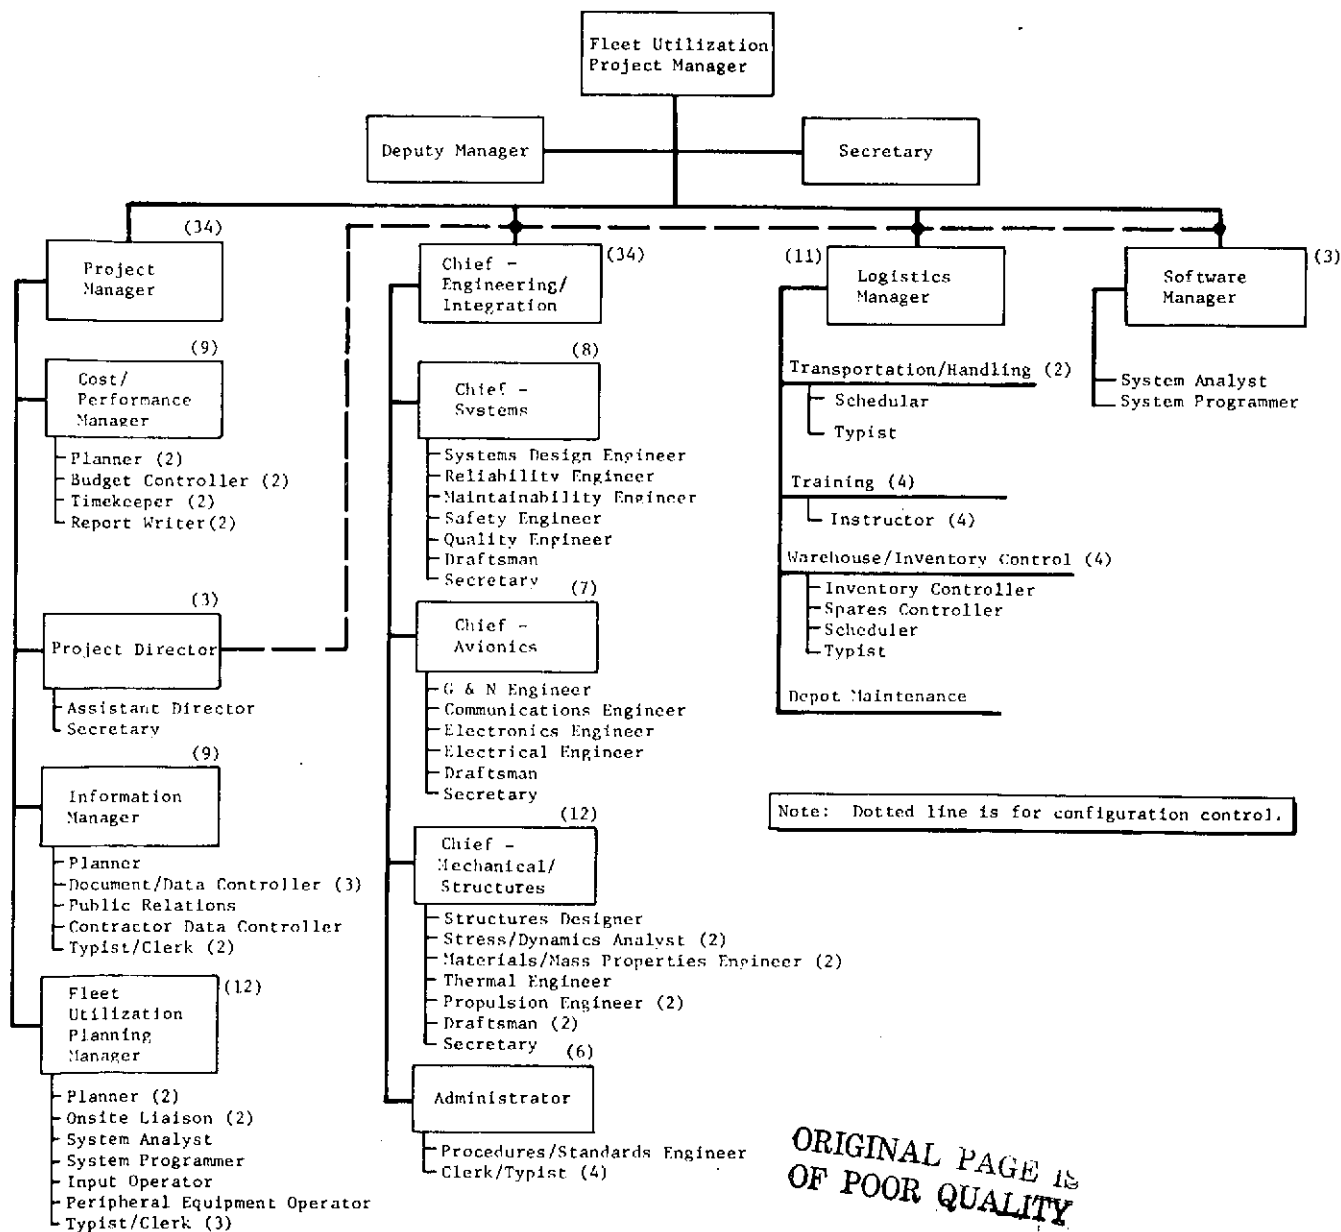 Fleet Utilization
Project Manager
Deputy Manager
Secretary
(34)
Project
Manager
(9)
Cost/
Performance
Manager
Planner (2)
Budget Controller (2)
Timekeeper (2)
Report Writer(2)
(3)
Project Director
Assistant Director
Secretary
(9)
Information
Manager
Planner
Document/Data Controller (3)
Public Relations
Contractor Data Controller
Typist/Clerk (2)
(12)
Fleet
Utilization
Planning
Manager
Planner (2)
Onsite Liaison (2)
System Analyst
System Programmer
Input Operator
Peripheral Equipment Operator
Typist/Clerk (3)
(34)
Chief -
Engineering/
Integration
(8)
Chief -
Systems
Systems Design Engineer
Reliability Engineer
Maintainability Engineer
Safety Engineer
Quality Engineer
Draftsman
Secretary
(7)
Chief -
Avionics
G & N Engineer
Communications Engineer
Electronics Engineer
Electrical Engineer
Draftsman
Secretary
(12)
Chief -
Mechanical/
Structures
Structures Designer
Stress/Dynamics Analyst (2)
Materials/Mass Properties Engineer (2)
Thermal Engineer
Propulsion Engineer (2)
Draftsman (2)
Secretary
(6)
Administrator
Procedures/Standards Engineer
Clerk/Typist (4)
(11)
Logistics
Manager
Transportation/Handling (2)
Schedular
Typist
Training (4)
Instructor (4)
Warehouse/Inventory Control (4)
Inventory Controller
Spares Controller
Scheduler
Typist
Depot Maintenance
(3)
Software
Manager
System Analyst
System Programmer
Note: Dotted line is for configuration control.
ORIGINAL PAGE IS
OF POOR QUALITY